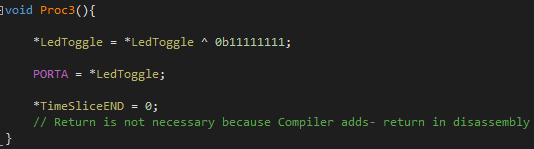 void Proc3(){
*LedToggle = *LedToggle ^ 0b11111111;
PORTA = *LedToggle;
*TimeSliceEND = 0;
// Return is not necessary because Compiler adds- return in disassembly
}